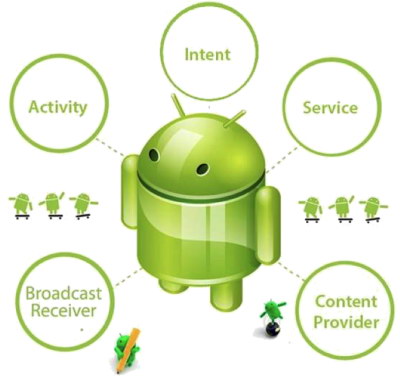 Intent
Activity
Service
Broadcast
Receiver
Content
Provider